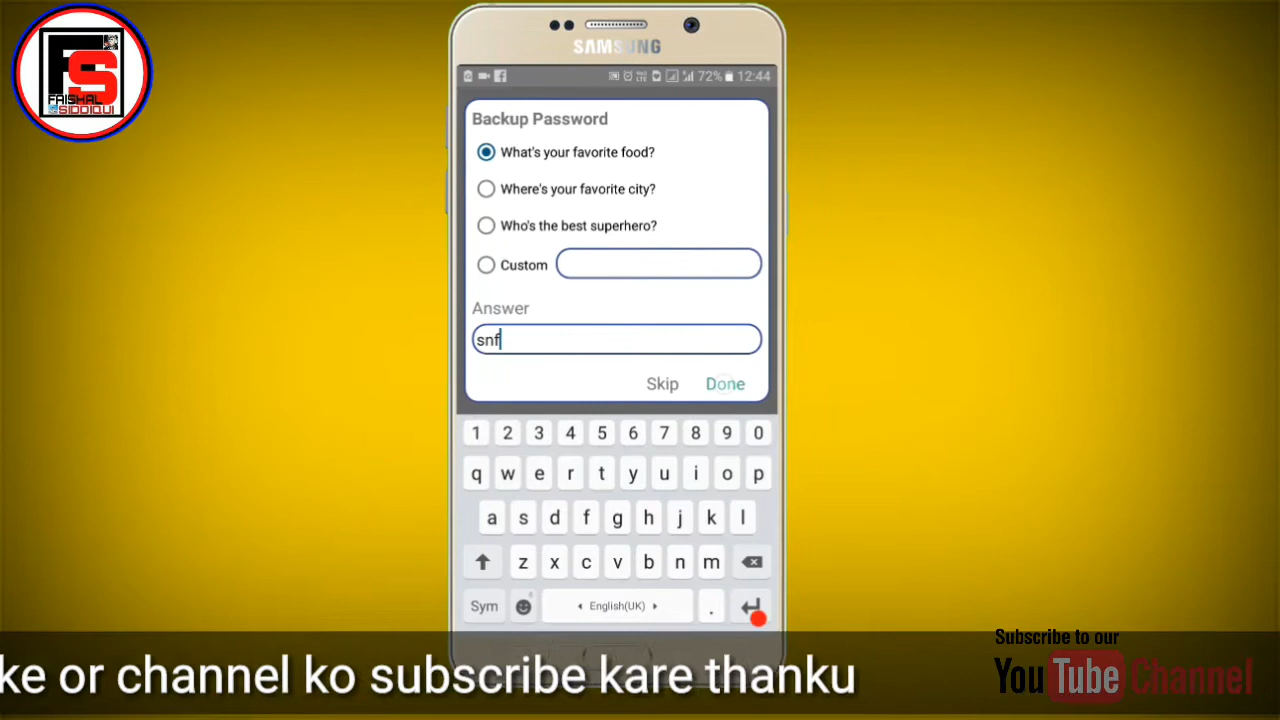 FS
FAISHAL
SIDDIQUI
SAMSUNG
72% 12:44
Backup Password
What's your favorite food?
Where's your favorite city?
Who's the best superhero?
Custom
Answer
snf
Skip Done
1 2 3 4 5 6 7 8 9 0
q w e r t y u i o p
a s d f g h j k l
z x c v b n m
Sym English(UK) .
ke or channel ko subscribe kare thanku
Subscribe to our
YouTube Channel